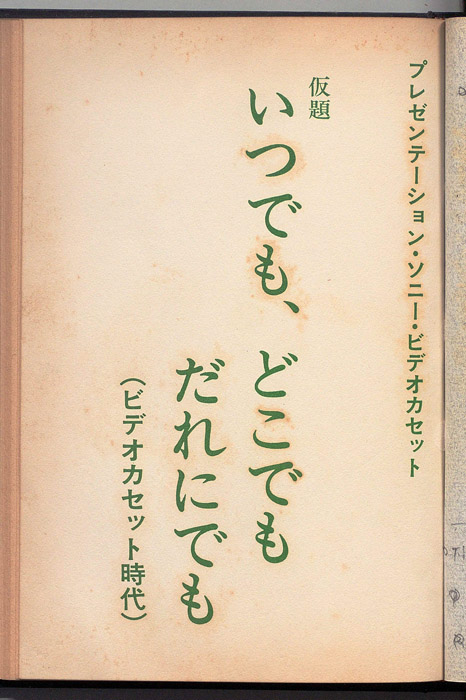 プレゼンテーション・ソニー・ビデオカセット
仮題
いつでも、どこでも
だれにでも
（ビデオカセット時代）